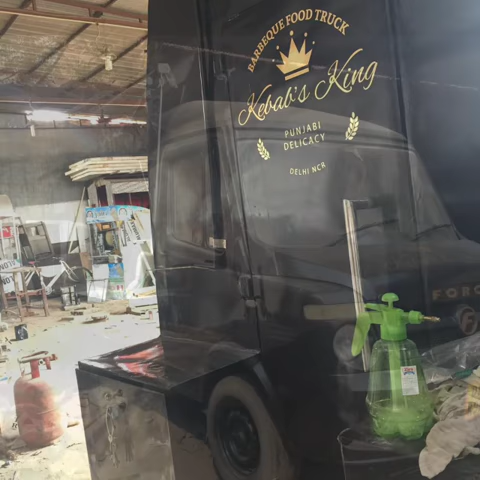 BARBEQUE FOOD TRUCK
Kebab's King
PUNJABI
DELICACY
DELHI NCR